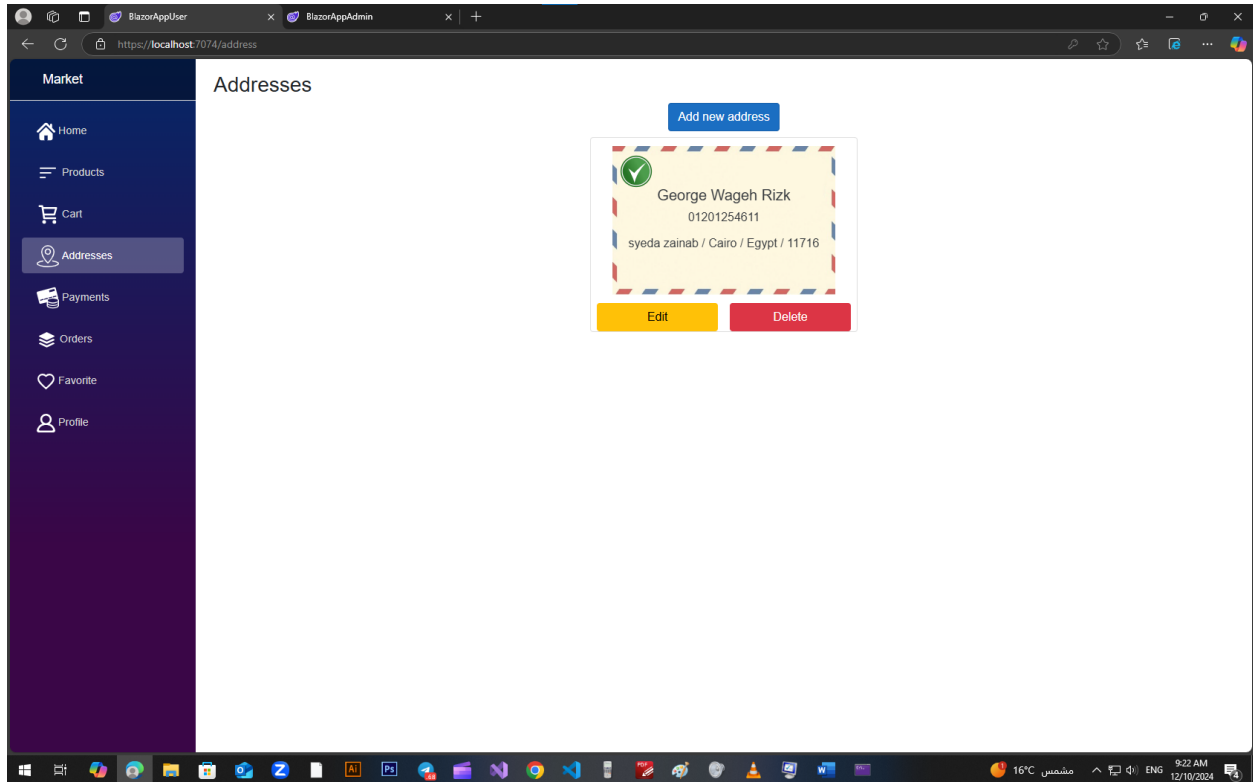 BlazorAppUser
BlazorAppAdmin
https://localhost:7074/address
Market
Home
Products
Cart
Addresses
Payments
Orders
Favorite
Profile
Addresses
Add new address
George Wageh Rizk
01201254611
syeda zainab / Cairo / Egypt / 11716
Edit Delete
16°C مشمس ENG 9:22 AM
12/10/2024